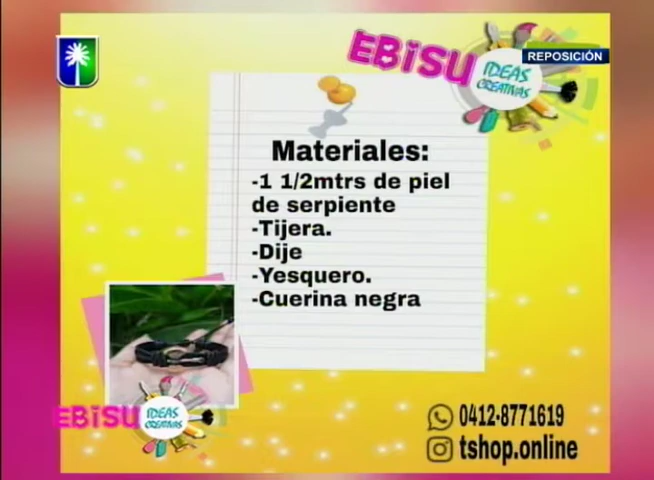 EBiSU
IDEAS
CREATIVAS
REPOSICIÓN
Materiales:
-1 1/2mtrs de piel
de serpiente
-Tijera.
-Dije
-Yesquero.
-Cuerina negra
EBiSU
IDEAS
CREATIVAS
0412-8771619
tshop.online